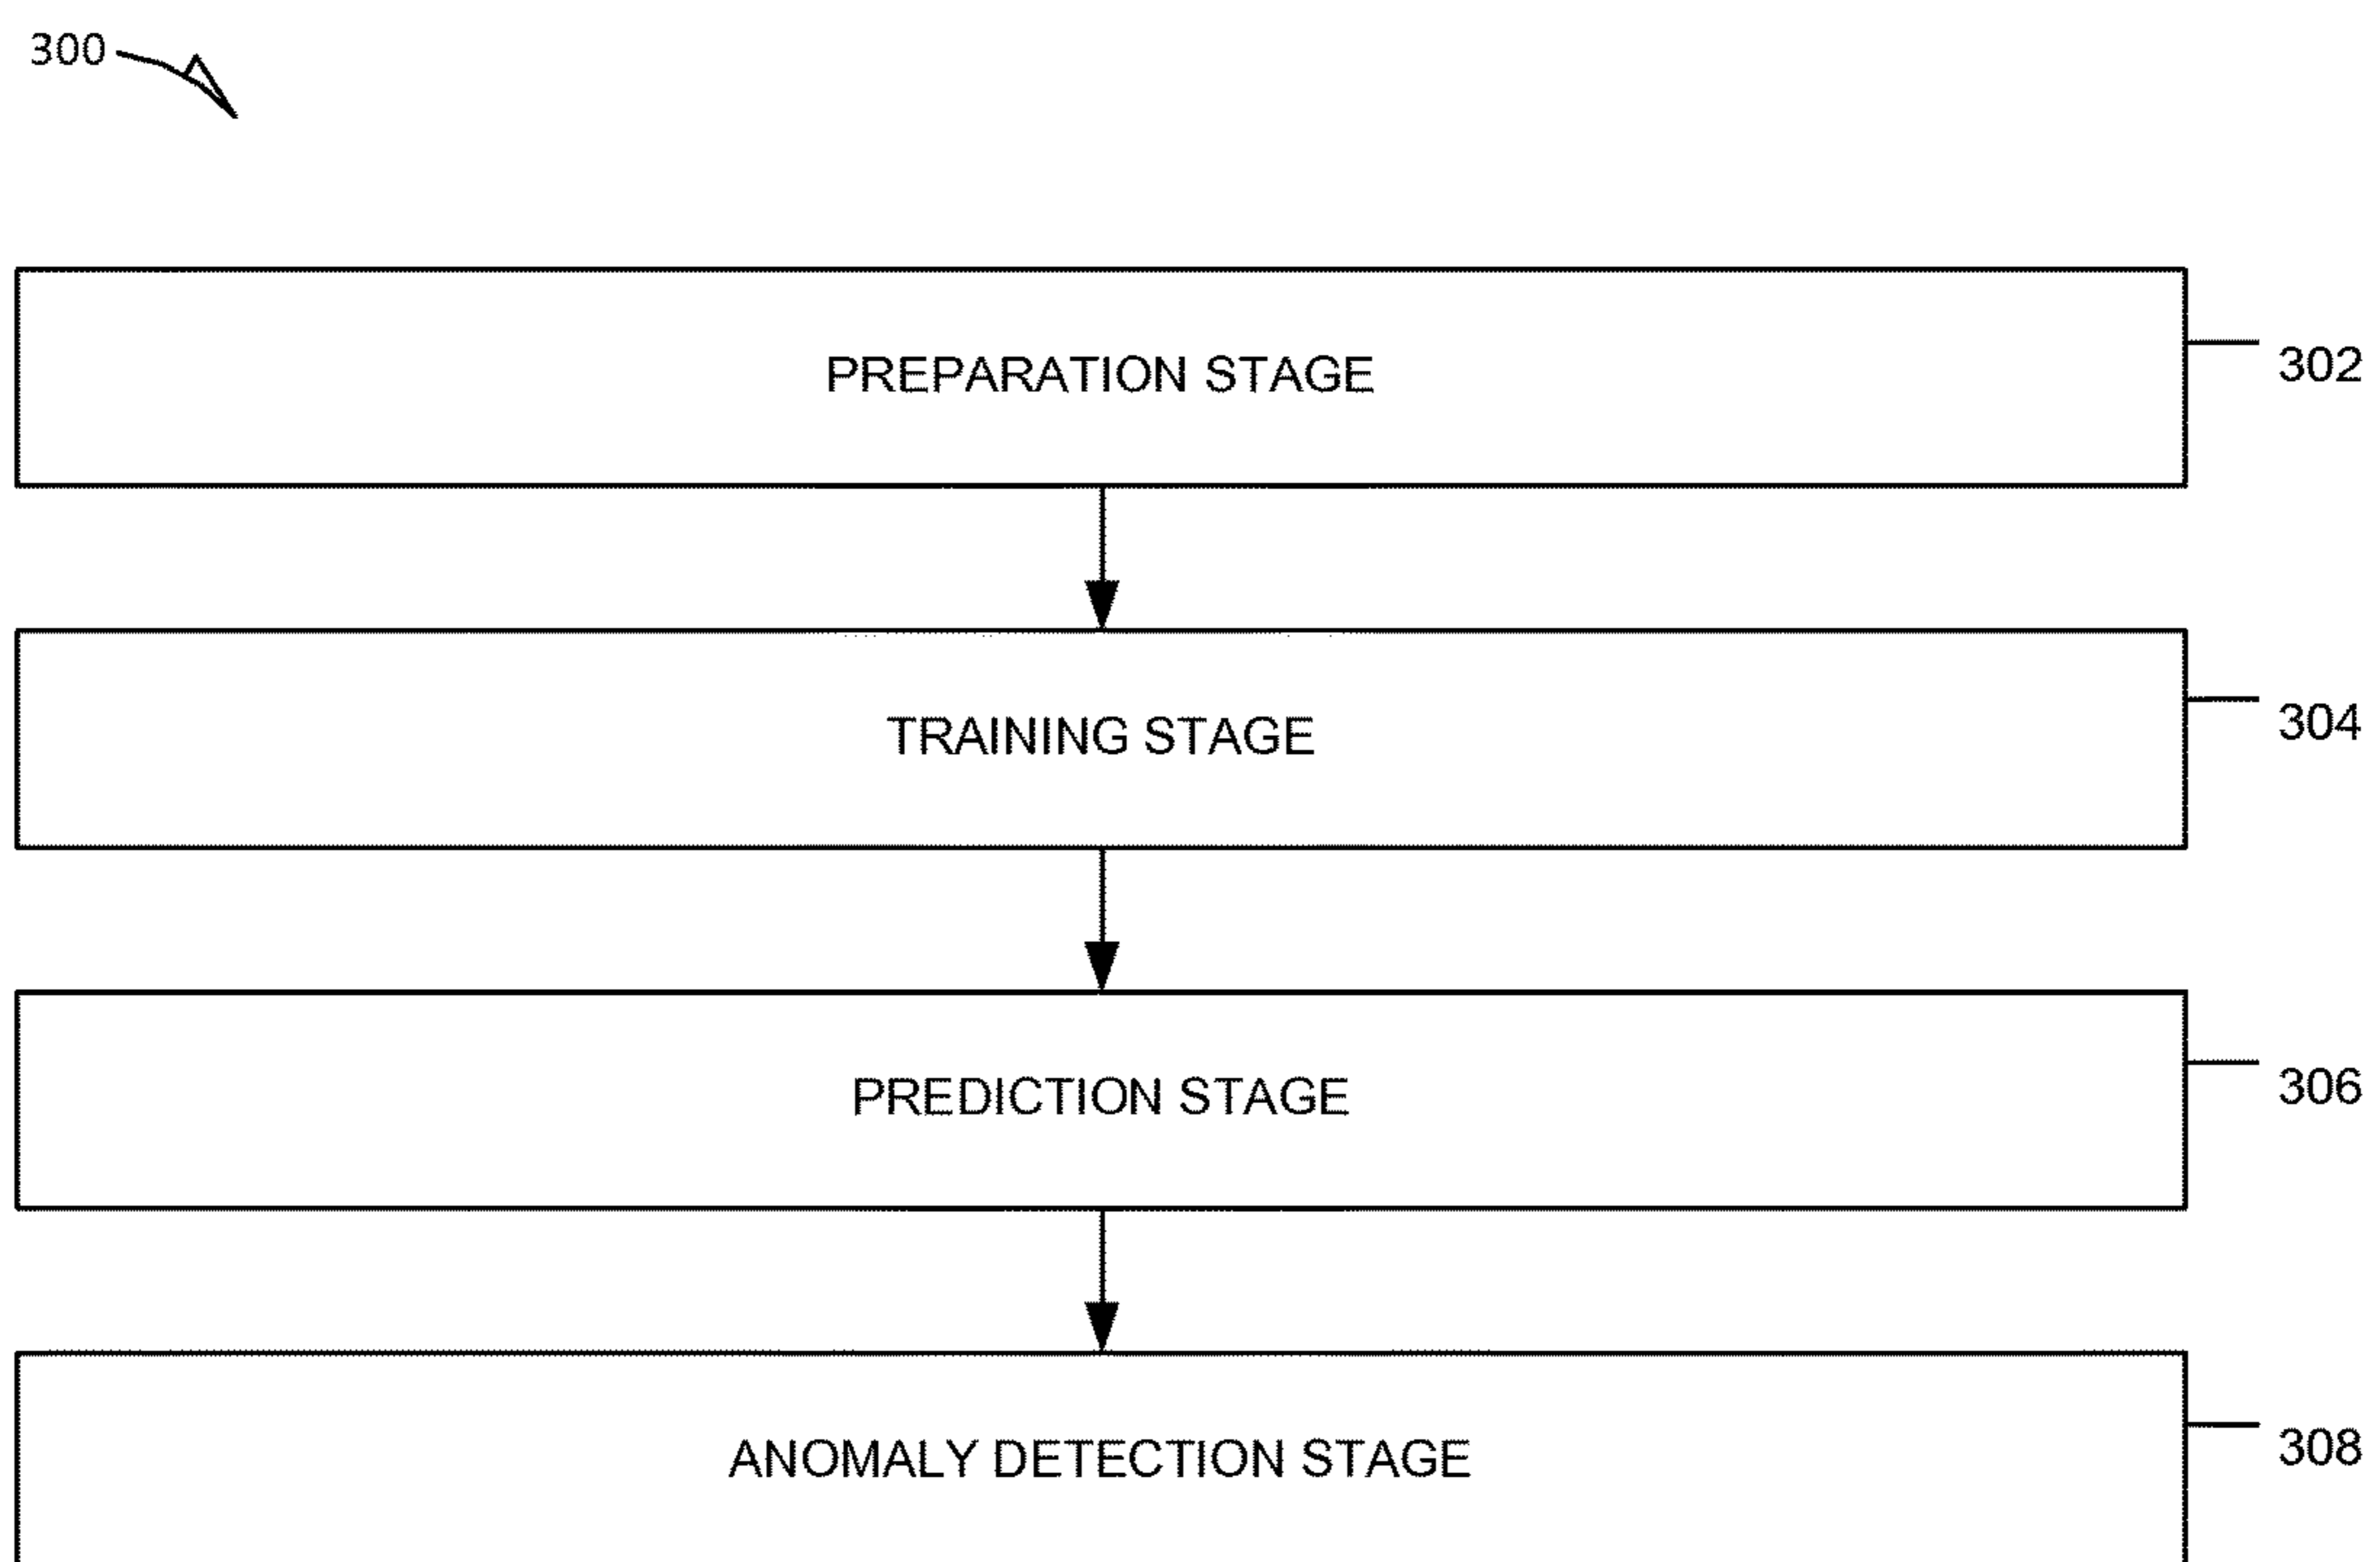 300
PREPARATION STAGE
302
TRAINING STAGE
304
PREDICTION STAGE
306
ANOMALY DETECTION STAGE
308